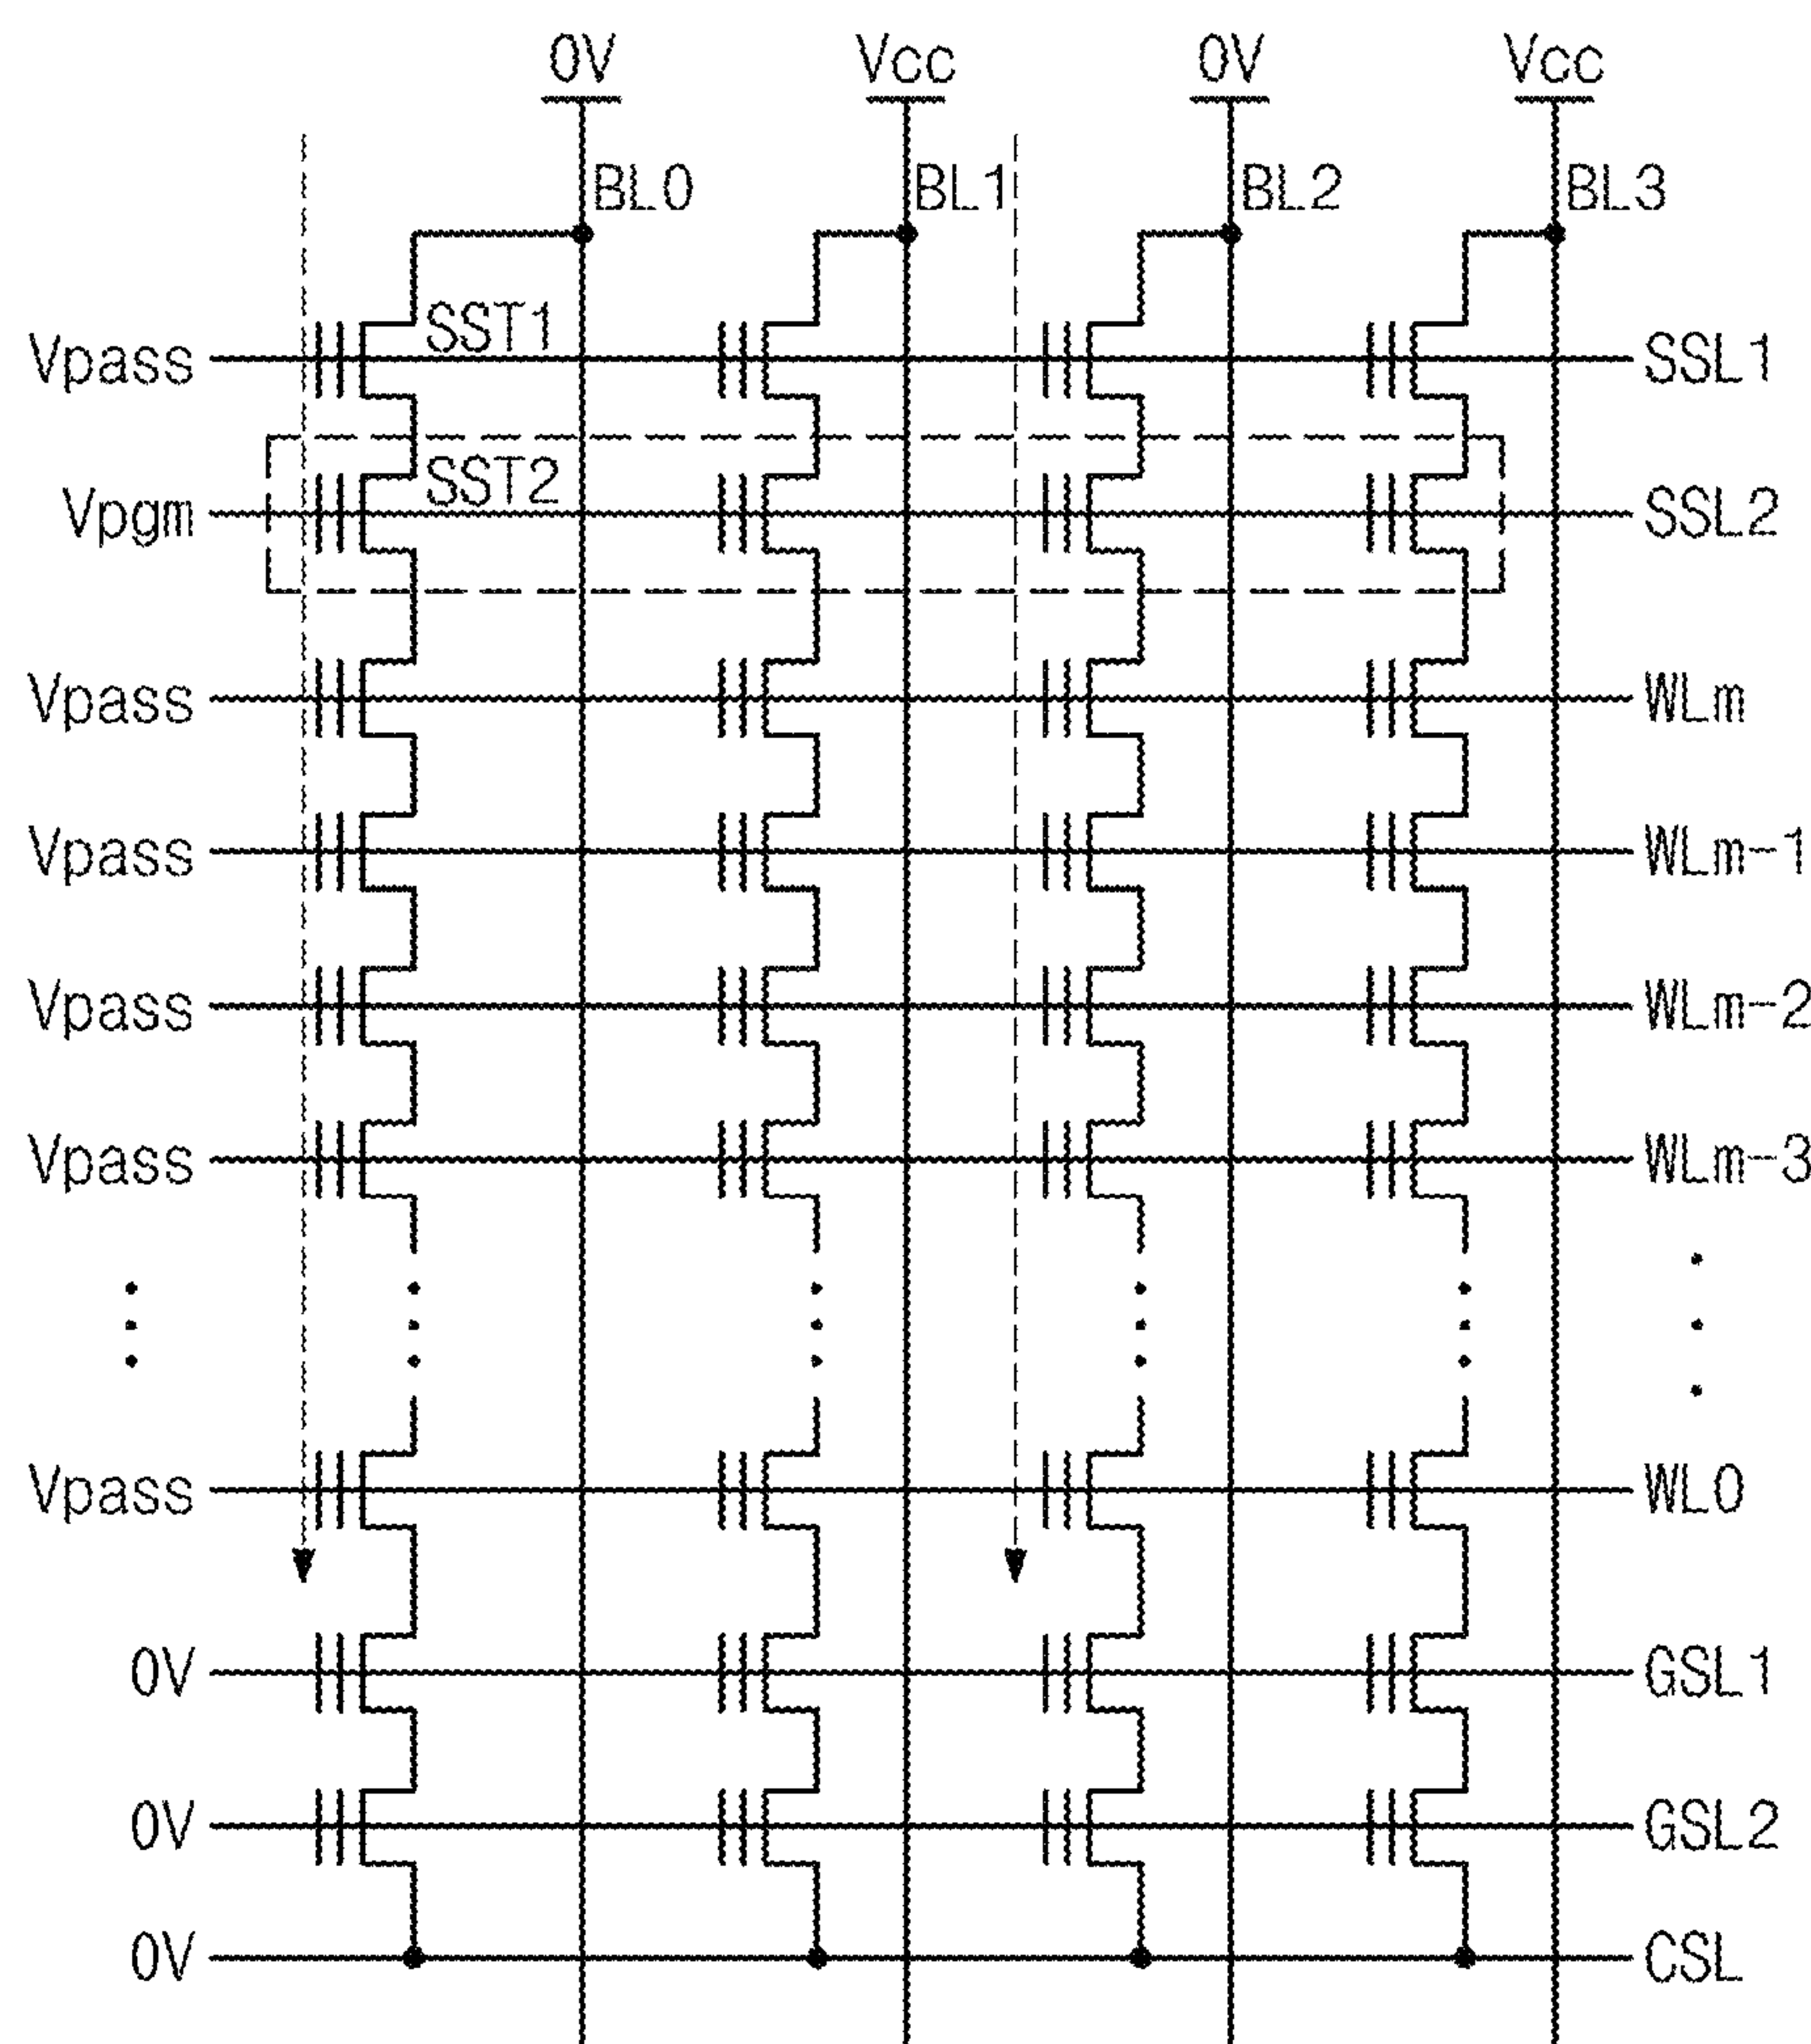 0V Vcc 0V Vcc
BL0 BL1 BL2 BL3
SST1
Vpass SSL1
SST2
Vpgm SSL2
Vpass WLm
Vpass WLm-1
Vpass WLm-2
Vpass WLm-3
Vpass WL0
0V GSL1
0V GSL2
0V CSL